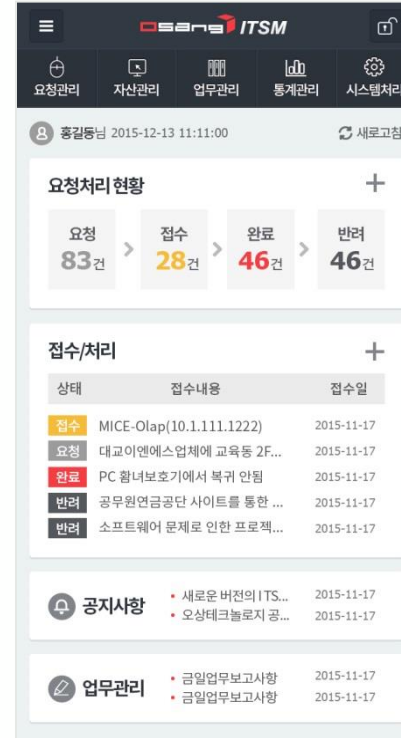 Osang ITSM
요청관리 자산관리 업무관리 통계관리 시스템처리
홍길동님 2015-12-13 11:11:00 새로고침
요청처리 현황
요청 접수 완료 반려
83건 28건 46건 46건
접수/처리
상태 접수내용 접수일
접수 MICE-Olap(10.1.111.1222) 2015-11-17
요청 대교이엔에스업체에 교육동 2F... 2015-11-17
완료 PC 황녀보호기에서 복귀 안됨 2015-11-17
반려 공무원연금공단 사이트를 통한 ... 2015-11-17
반려 소프트웨어 문제로 인한 프로젝... 2015-11-17
공지사항
새로운 버전의 ITS... 2015-11-17
오상테크놀로지 공... 2015-11-17
업무관리
금일업무보고사항 2015-11-17
금일업무보고사항 2015-11-17